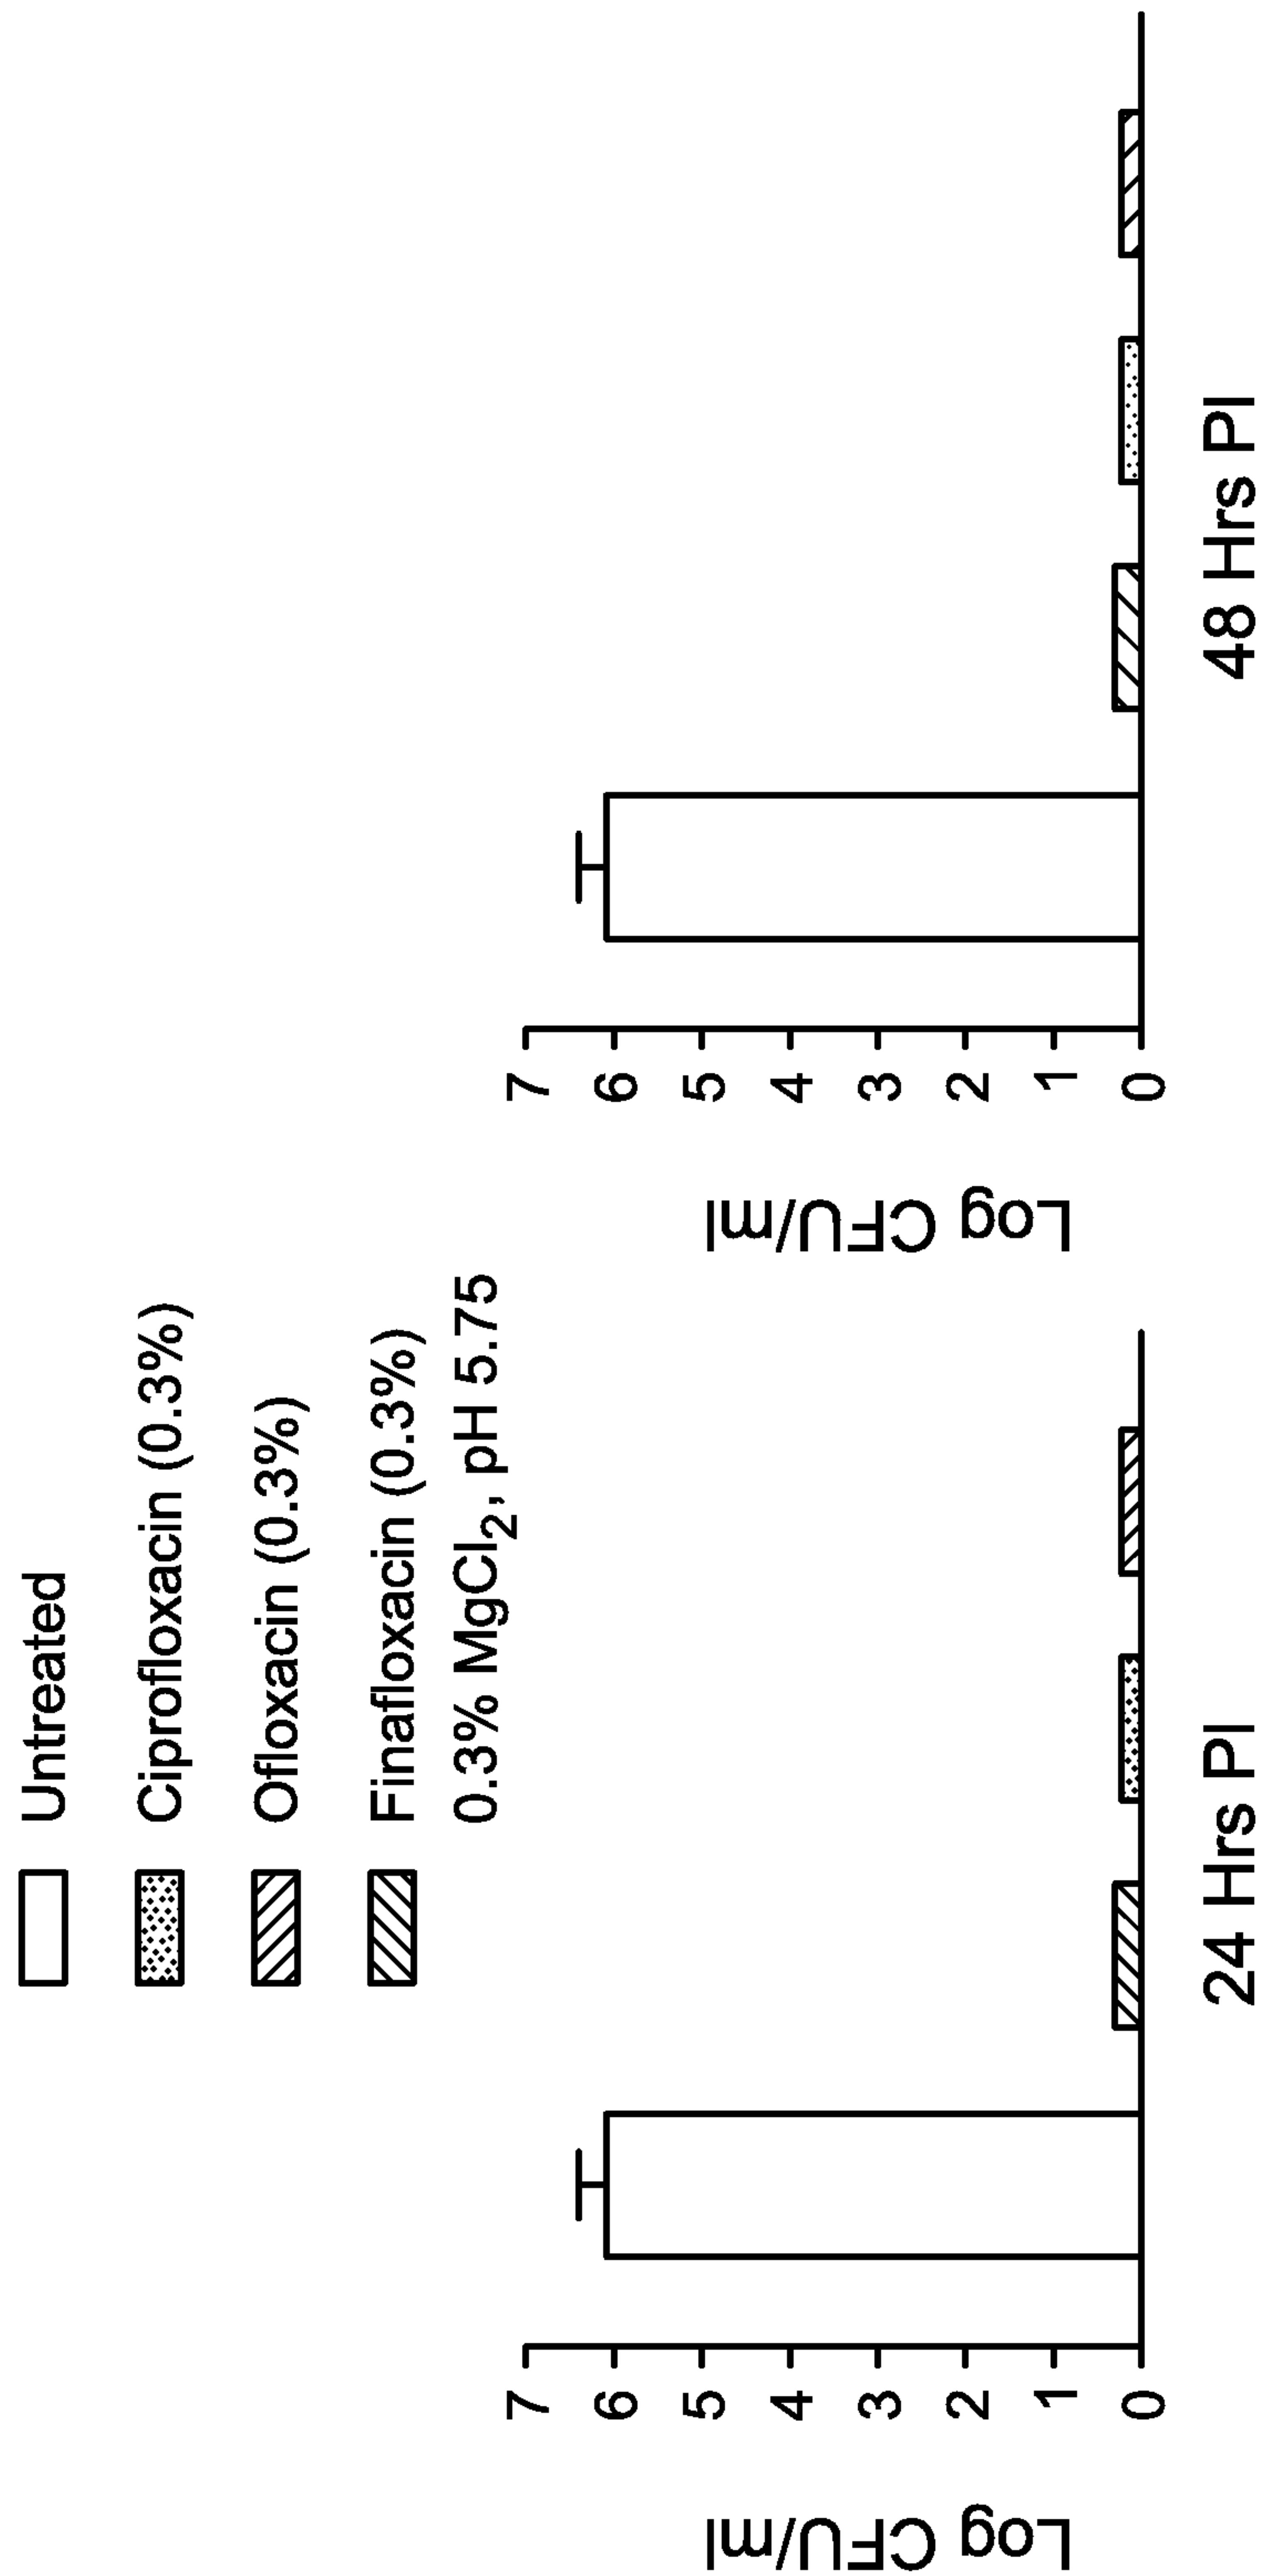 Untreated
Ciprofloxacin (0.3%)
Ofloxacin (0.3%)
Finafloxacin (0.3%)
0.3% MgCl₂, pH 5.75
Log CFU/ml
7
6
5
4
3
2
1
0
24 Hrs PI
Log CFU/ml
7
6
5
4
3
2
1
0
48 Hrs PI